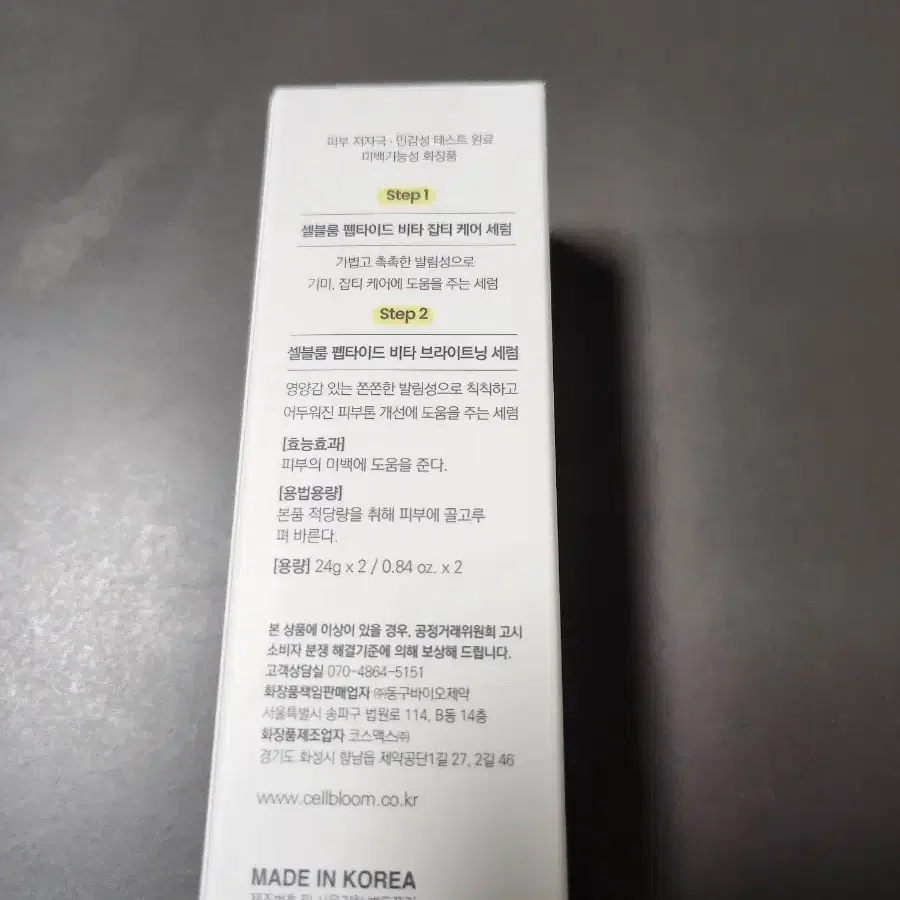 피부 저자극·민감성 테스트 완료
미백기능성 화장품
Step 1
셀블룸 펩타이드 비타 잡티 케어 세럼
가볍고 촉촉한 발림성으로
기미, 잡티 케어에 도움을 주는 세럼
Step 2
셀블룸 펩타이드 비타 브라이트닝 세럼
영양감 있는 쫀쫀한 발림성으로 칙칙하고
어두워진 피부톤 개선에 도움을 주는 세럼
[효능효과]
피부의 미백에 도움을 준다.
[용법용량]
본품 적당량을 취해 피부에 골고루
펴 바른다.
[용량] 24g x 2 / 0.84 oz. x 2
본 상품에 이상이 있을 경우, 공정거래위원회 고시
소비자 분쟁 해결기준에 의해 보상해 드립니다.
고객상담실 070-4864-5151
화장품책임판매업자 ㈜동구바이오제약
서울특별시 송파구 법원로 114, B동 14층
화장품제조업자 코스맥스㈜
경기도 화성시 향남읍 제약공단1길 27, 2길 46
www.cellbloom.co.kr
MADE IN KOREA